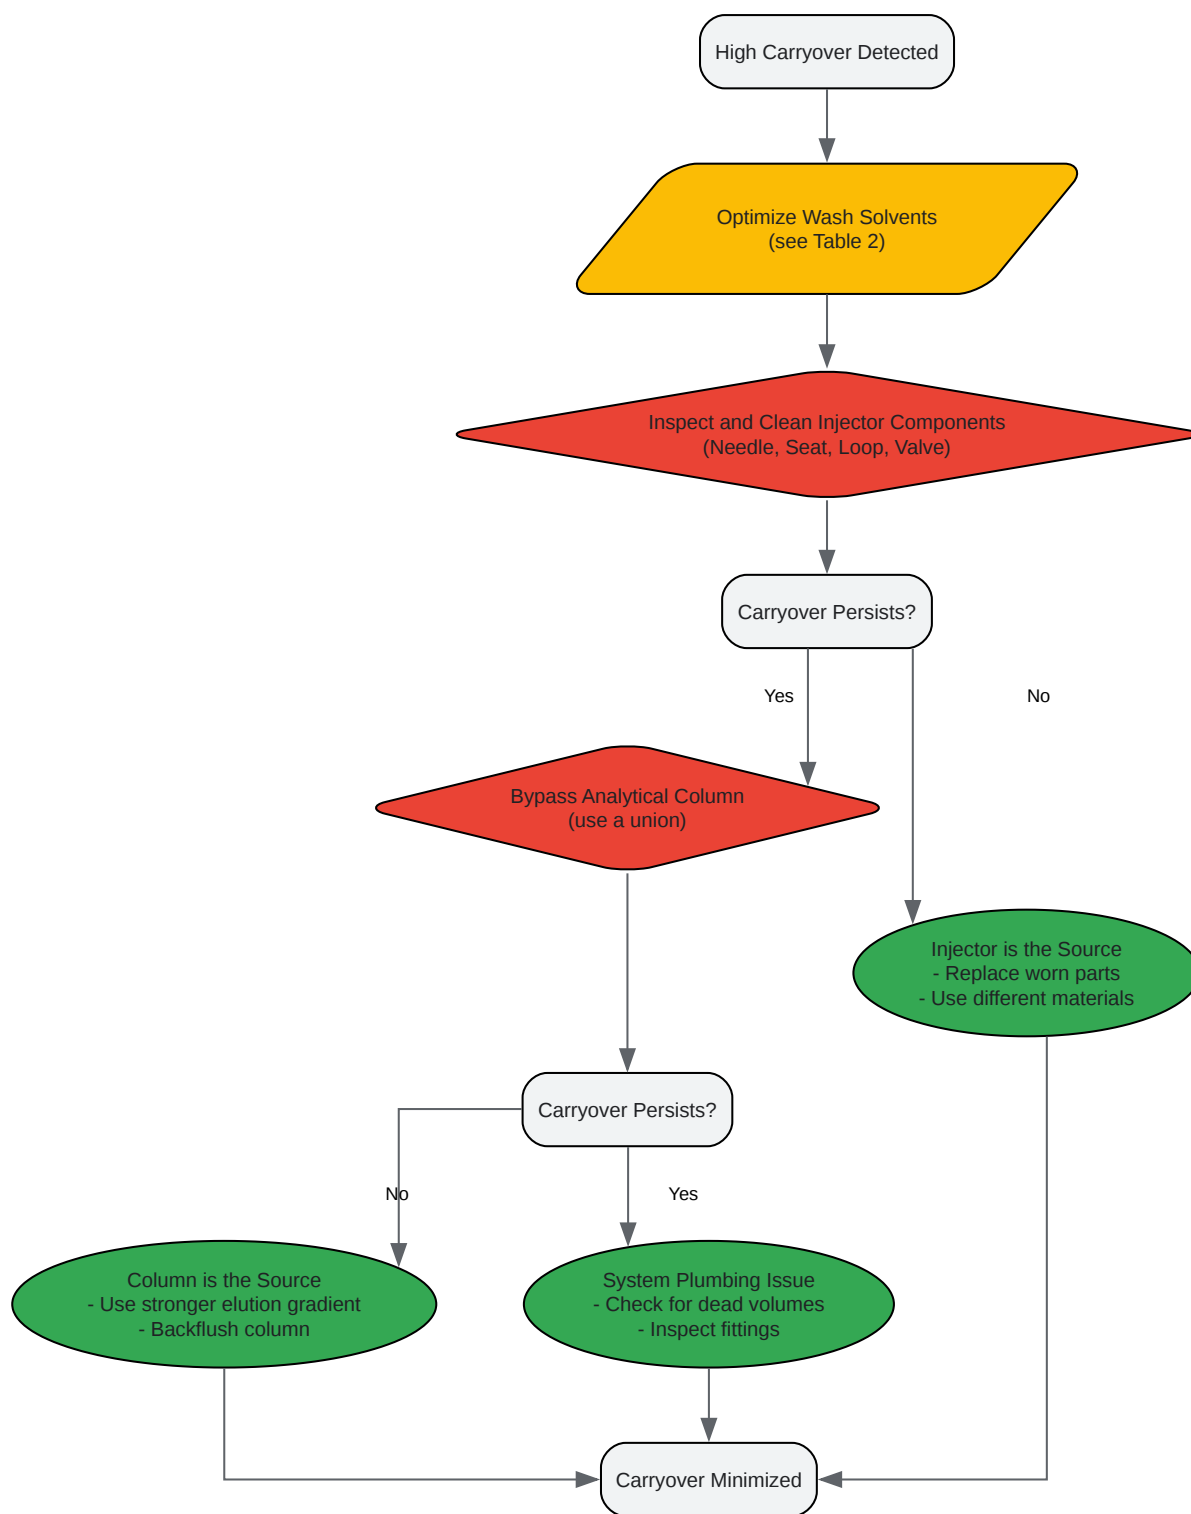 High Carryover Detected
Optimize Wash Solvents
(see Table 2)
Inspect and Clean Injector Components
(Needle, Seat, Loop, Valve)
Carryover Persists?
Yes
No
Bypass Analytical Column
(use a union)
Injector is the Source
- Replace worn parts
- Use different materials
Carryover Persists?
No
Yes
Column is the Source
- Use stronger elution gradient
- Backflush column
System Plumbing Issue
- Check for dead volumes
- Inspect fittings
Carryover Minimized